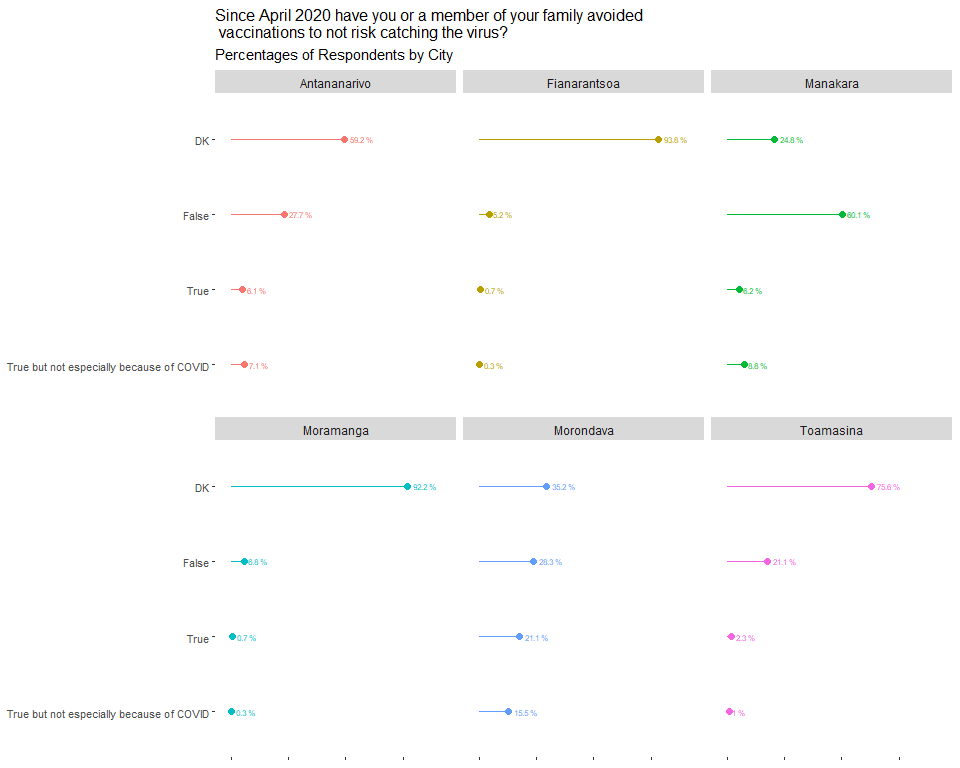 Since April 2020 have you or a member of your family avoided
vaccinations to not risk catching the virus?
Percentages of Respondents by City
Antananarivo Fianarantsoa Manakara
DK 59.2 % 93.8 % 24.8 %
False 27.7 % 5.2 % 60.1 %
True 6.1 % 0.7 % 6.2 %
True but not especially because of COVID 7.1 % 0.3 % 8.8 %
Moramanga Morondava Toamasina
DK 92.2 % 35.2 % 75.6 %
False 6.8 % 28.3 % 21.1 %
True 0.7 % 21.1 % 2.3 %
True but not especially because of COVID 0.3 % 15.5 % 1 %